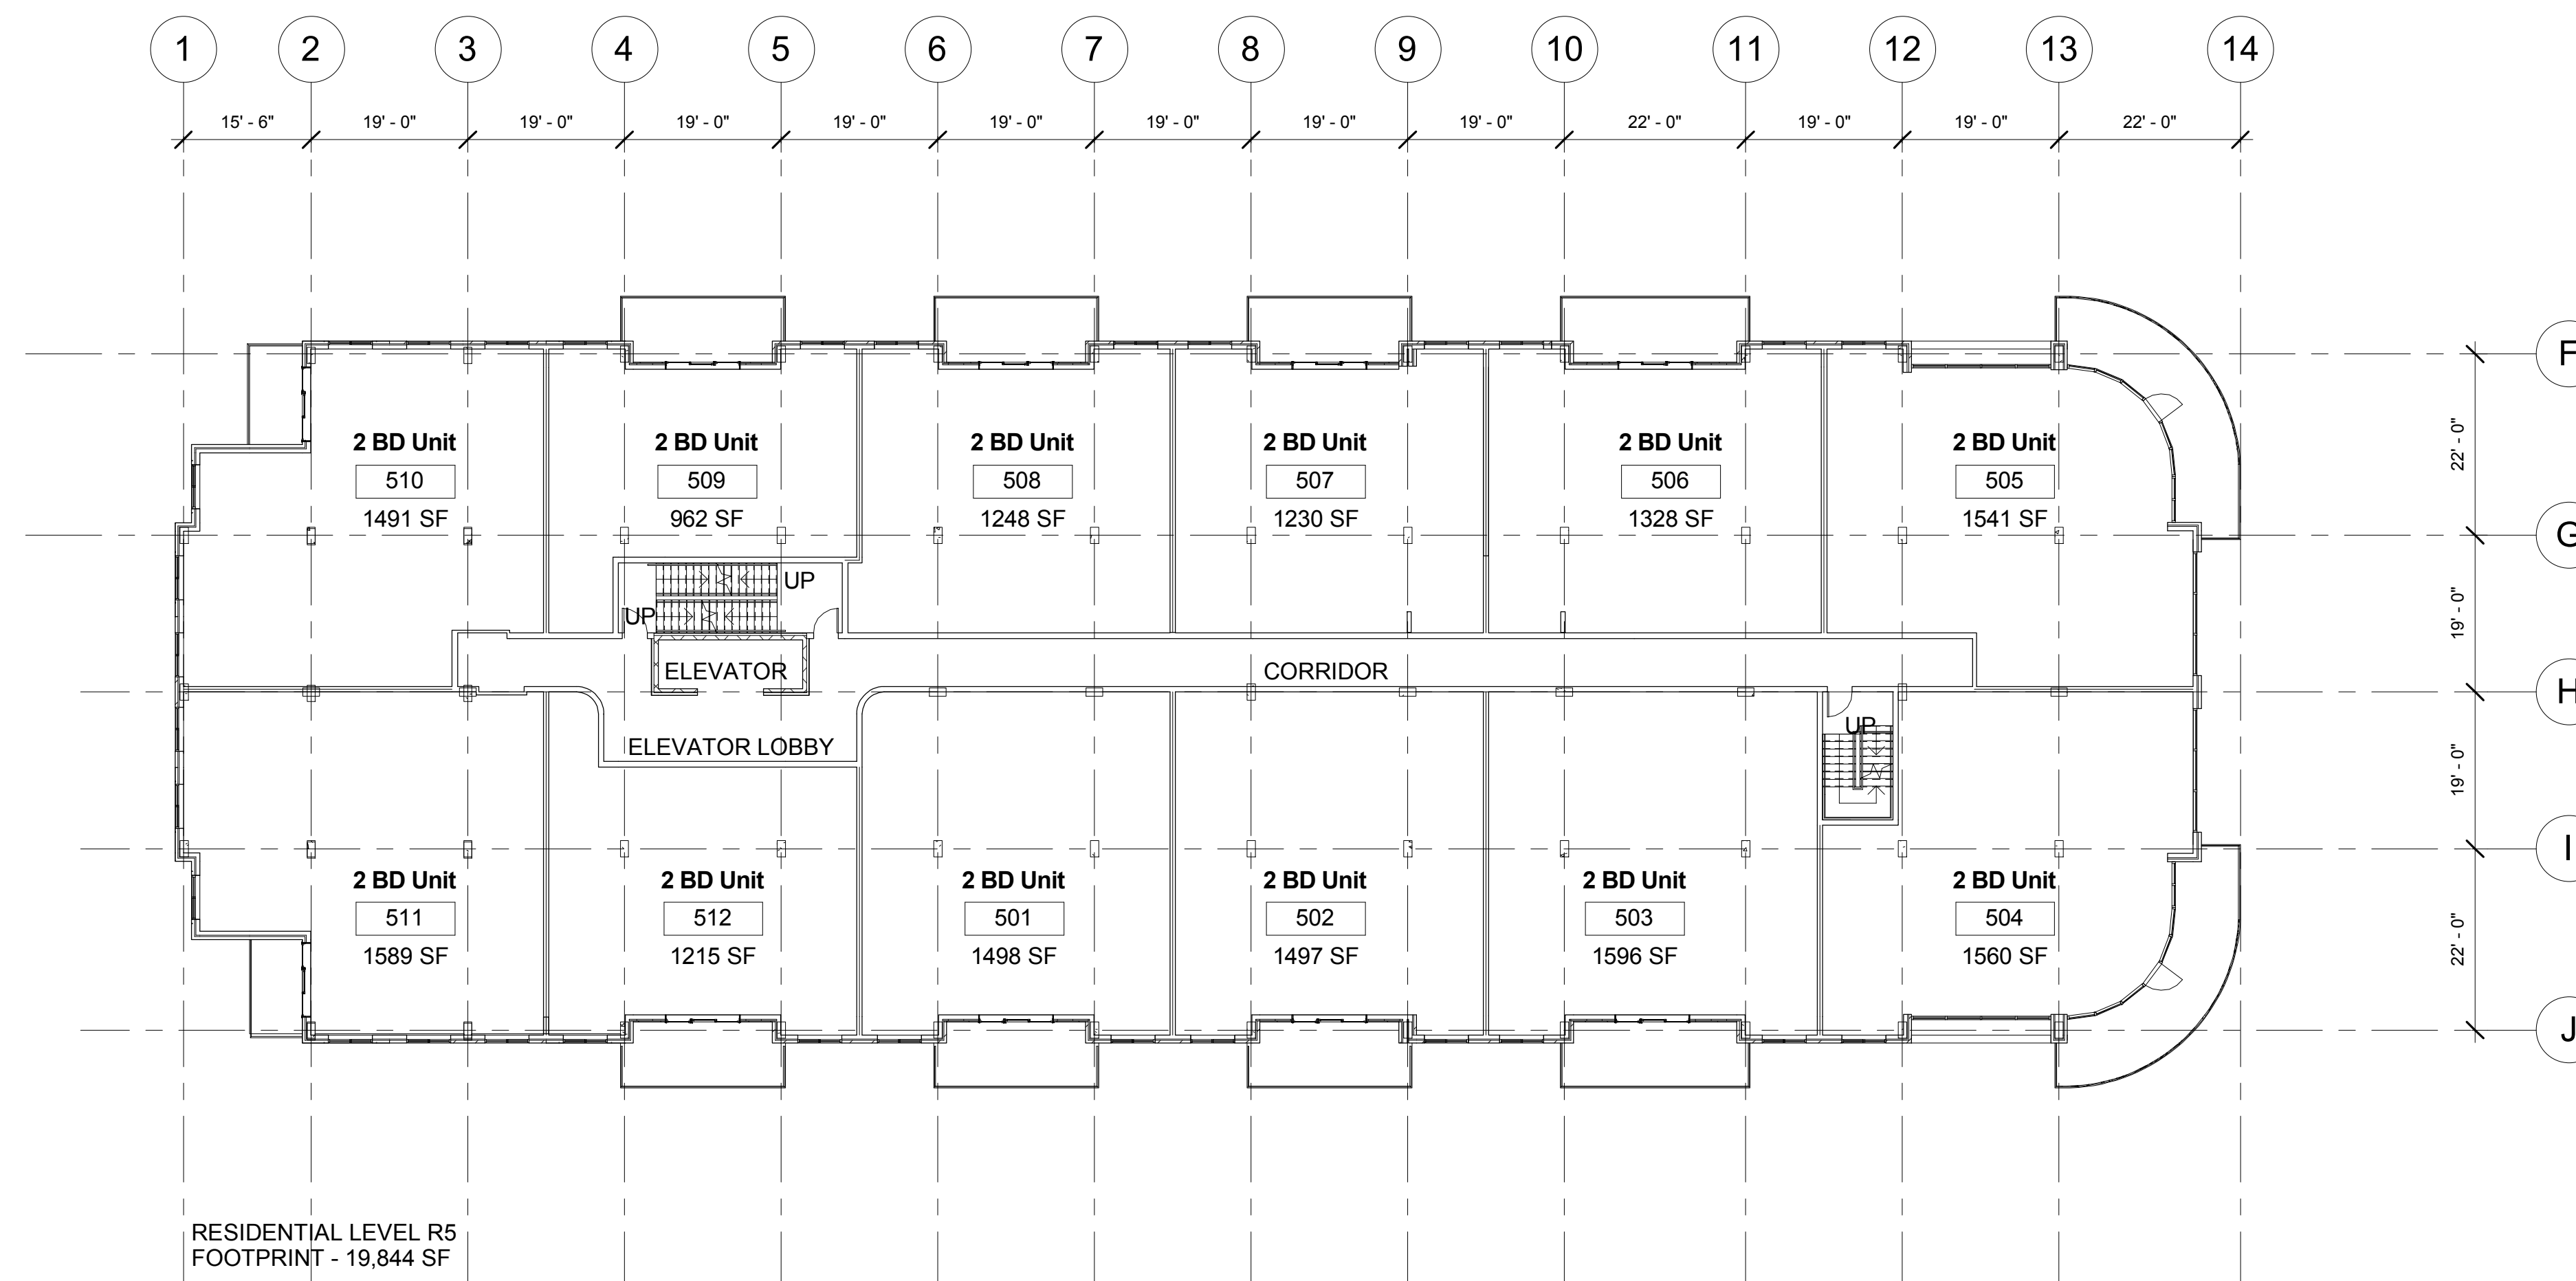 1 2 3 4 5 6 7 8 9 10 11 12 13 14
15' - 6" 19' - 0" 19' - 0" 19' - 0" 19' - 0" 19' - 0" 19' - 0" 19' - 0" 19' - 0" 22' - 0" 19' - 0" 19' - 0" 22' - 0"
F
22' - 0"
2 BD Unit 2 BD Unit 2 BD Unit 2 BD Unit 2 BD Unit 2 BD Unit
510 509 508 507 506 505
1491 SF 962 SF 1248 SF 1230 SF 1328 SF 1541 SF
G
UP
UP
19' - 0"
ELEVATOR CORRIDOR
H
UP
ELEVATOR LOBBY
19' - 0"
I
2 BD Unit 2 BD Unit 2 BD Unit 2 BD Unit 2 BD Unit 2 BD Unit
511 512 501 502 503 504
1589 SF 1215 SF 1498 SF 1497 SF 1596 SF 1560 SF
22' - 0"
J
RESIDENTIAL LEVEL R5
FOOTPRINT - 19,844 SF